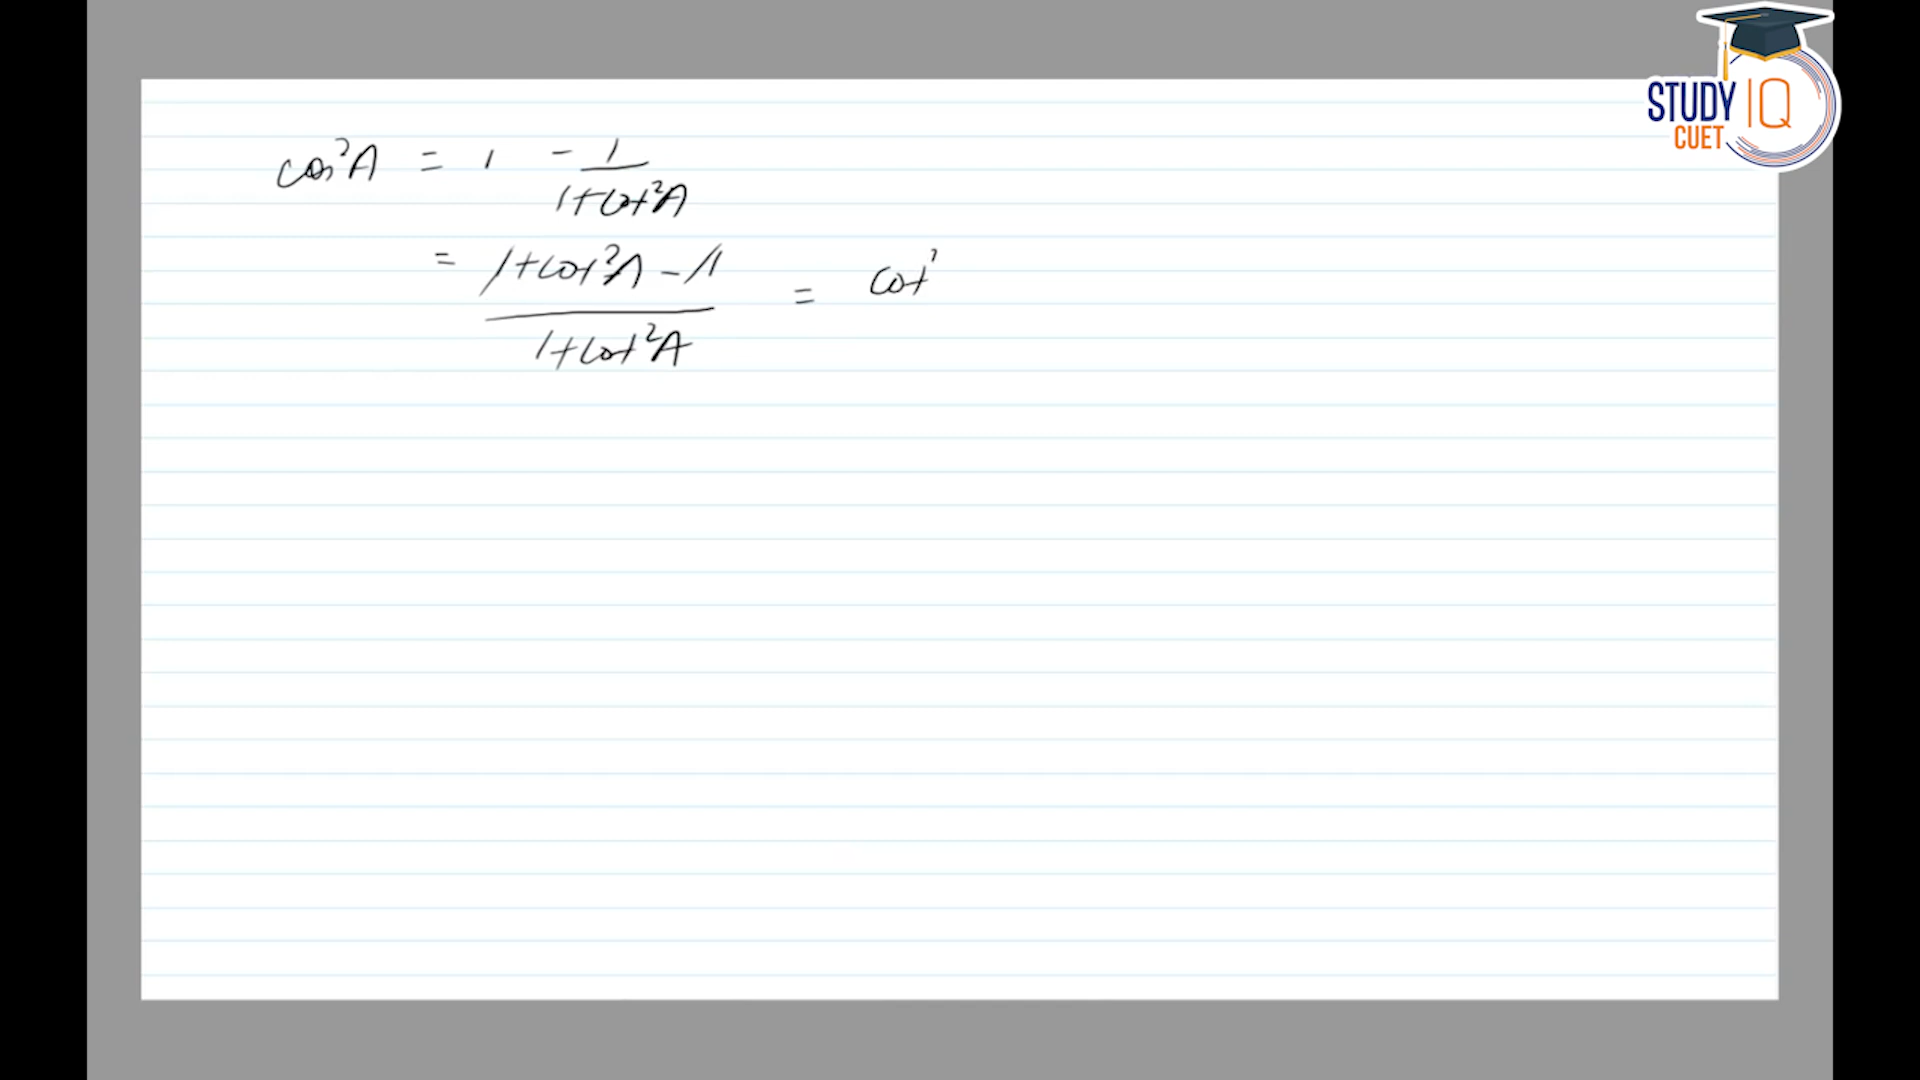 STUDY IQ
CUET
cos²A = 1 - 1/(1+cot²A)
= (1+cot²A-1)/(1+cot²A) = cot²